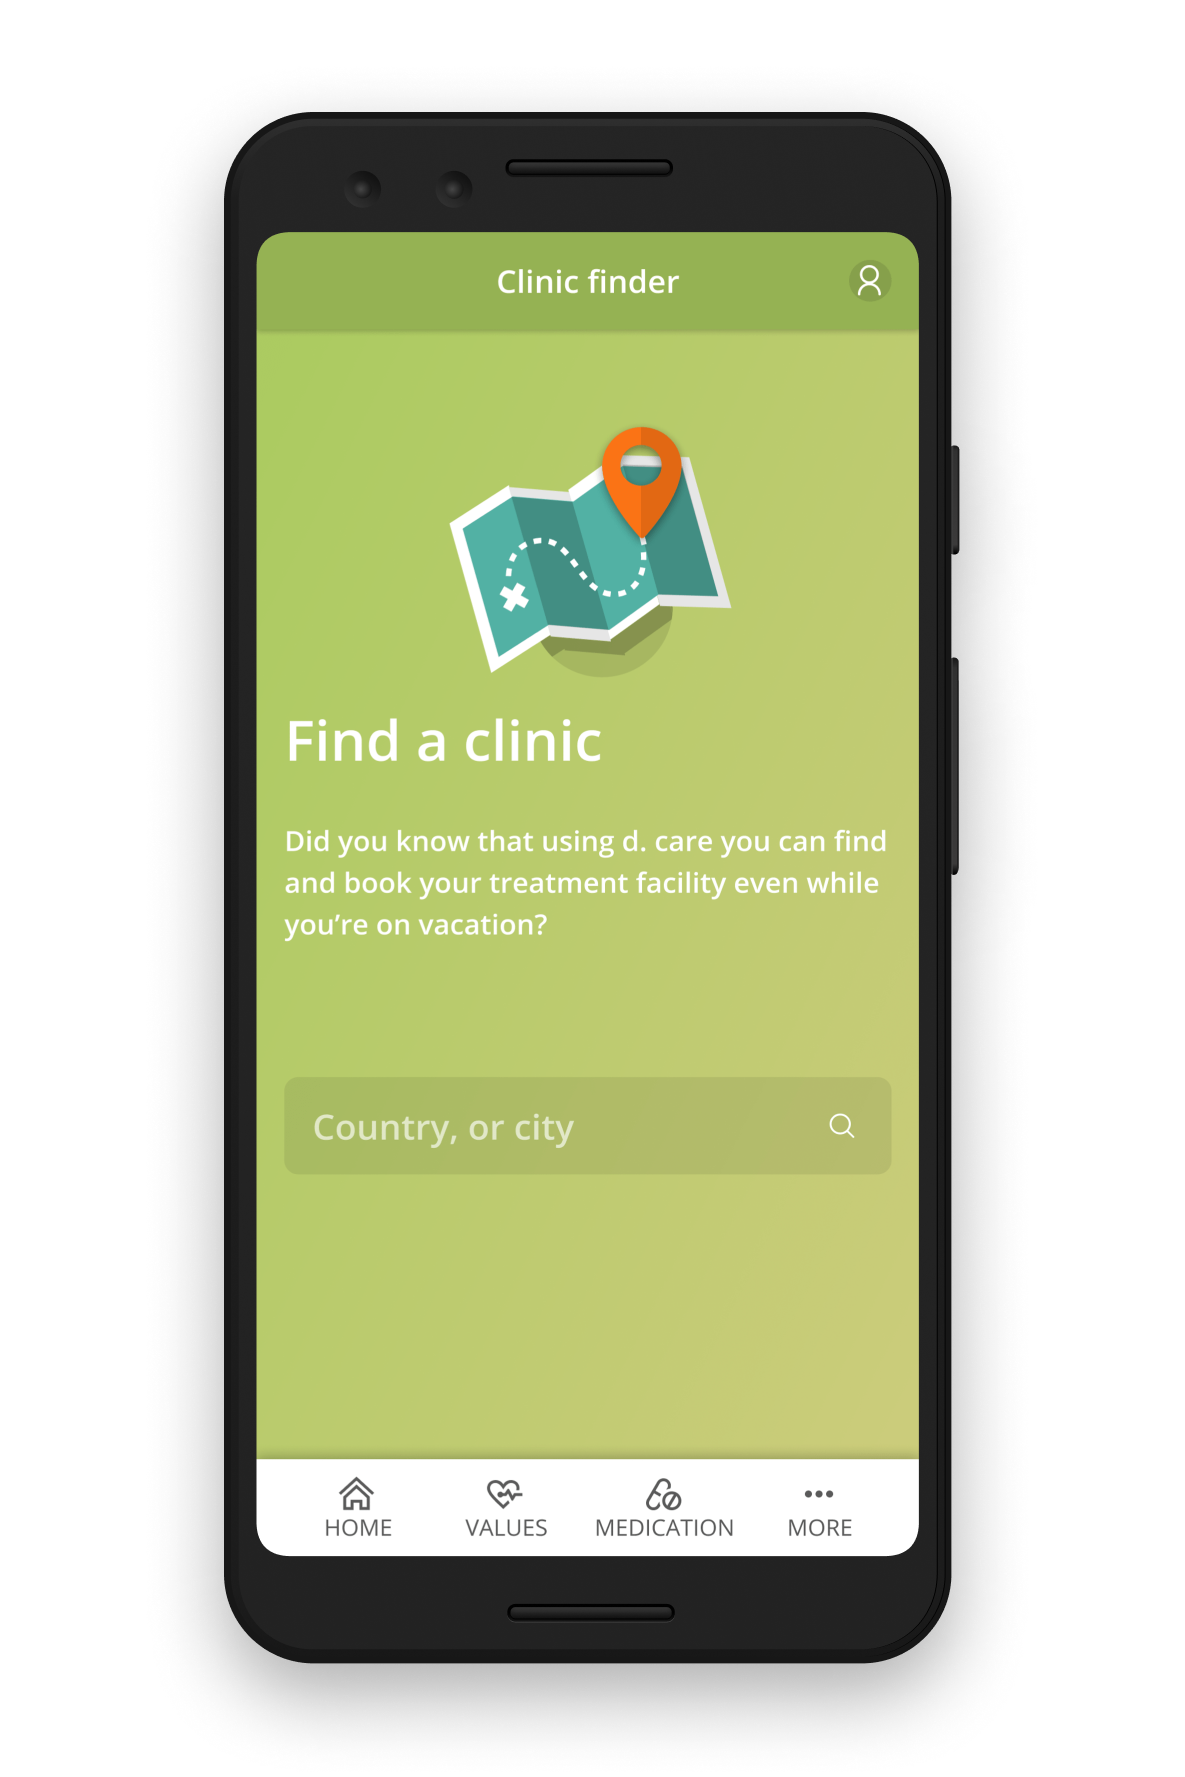 Clinic finder
Find a clinic
Did you know that using d. care you can find
and book your treatment facility even while
you’re on vacation?
Country, or city
HOME
VALUES
MEDICATION
MORE